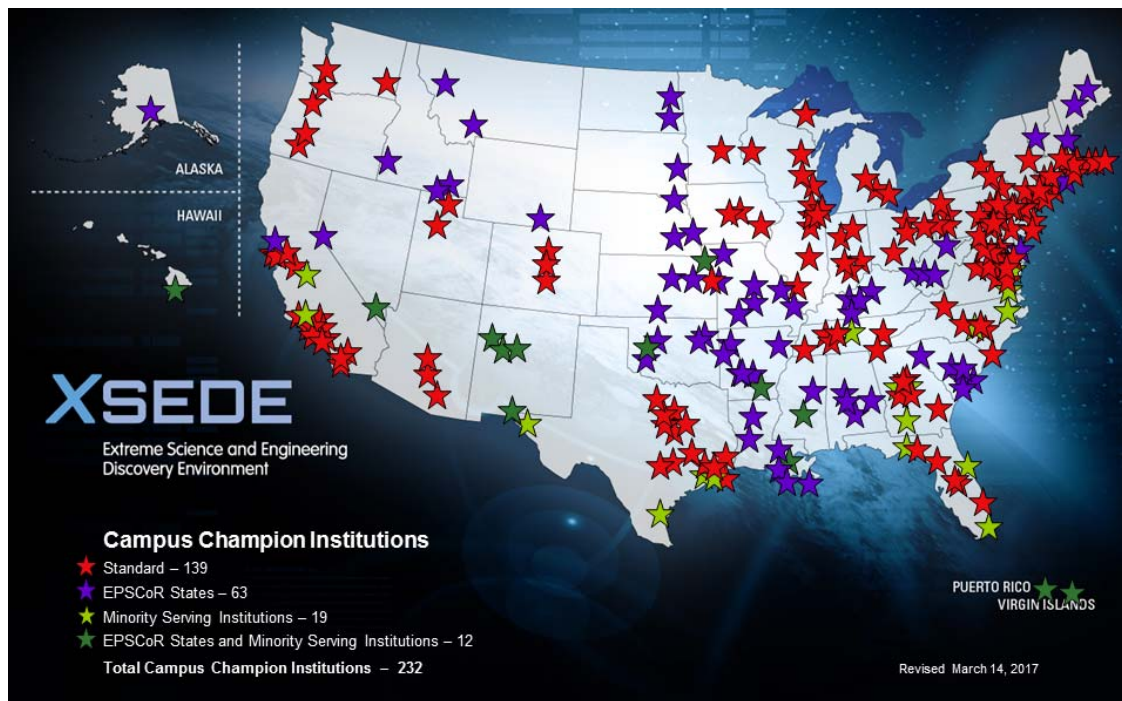 ALASKA
HAWAII
XSEDE
Extreme Science and Engineering
Discovery Environment
Campus Champion Institutions
Standard – 139
EPSCoR States – 63
Minority Serving Institutions – 19
EPSCoR States and Minority Serving Institutions – 12
Total Campus Champion Institutions – 232
PUERTO RICO
VIRGIN ISLANDS
Revised March 14, 2017